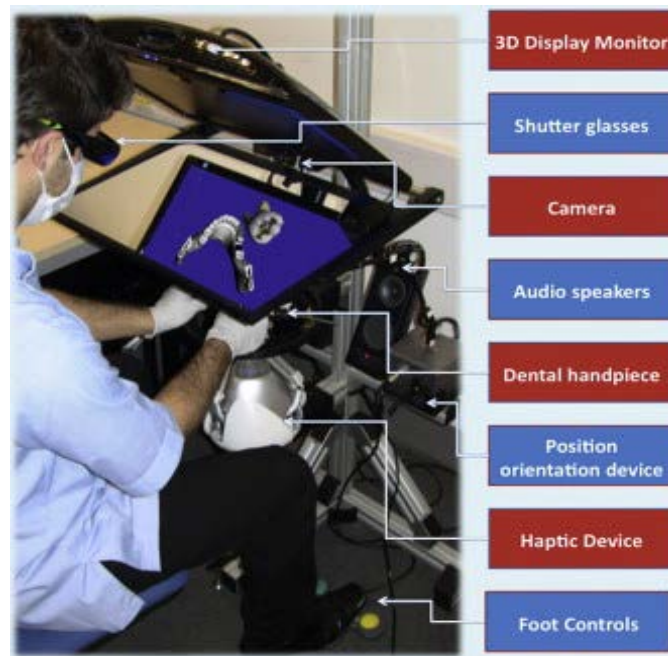 3D Display Monitor
Shutter glasses
Camera
Audio speakers
Dental handpiece
Position
orientation device
Haptic Device
Foot Controls